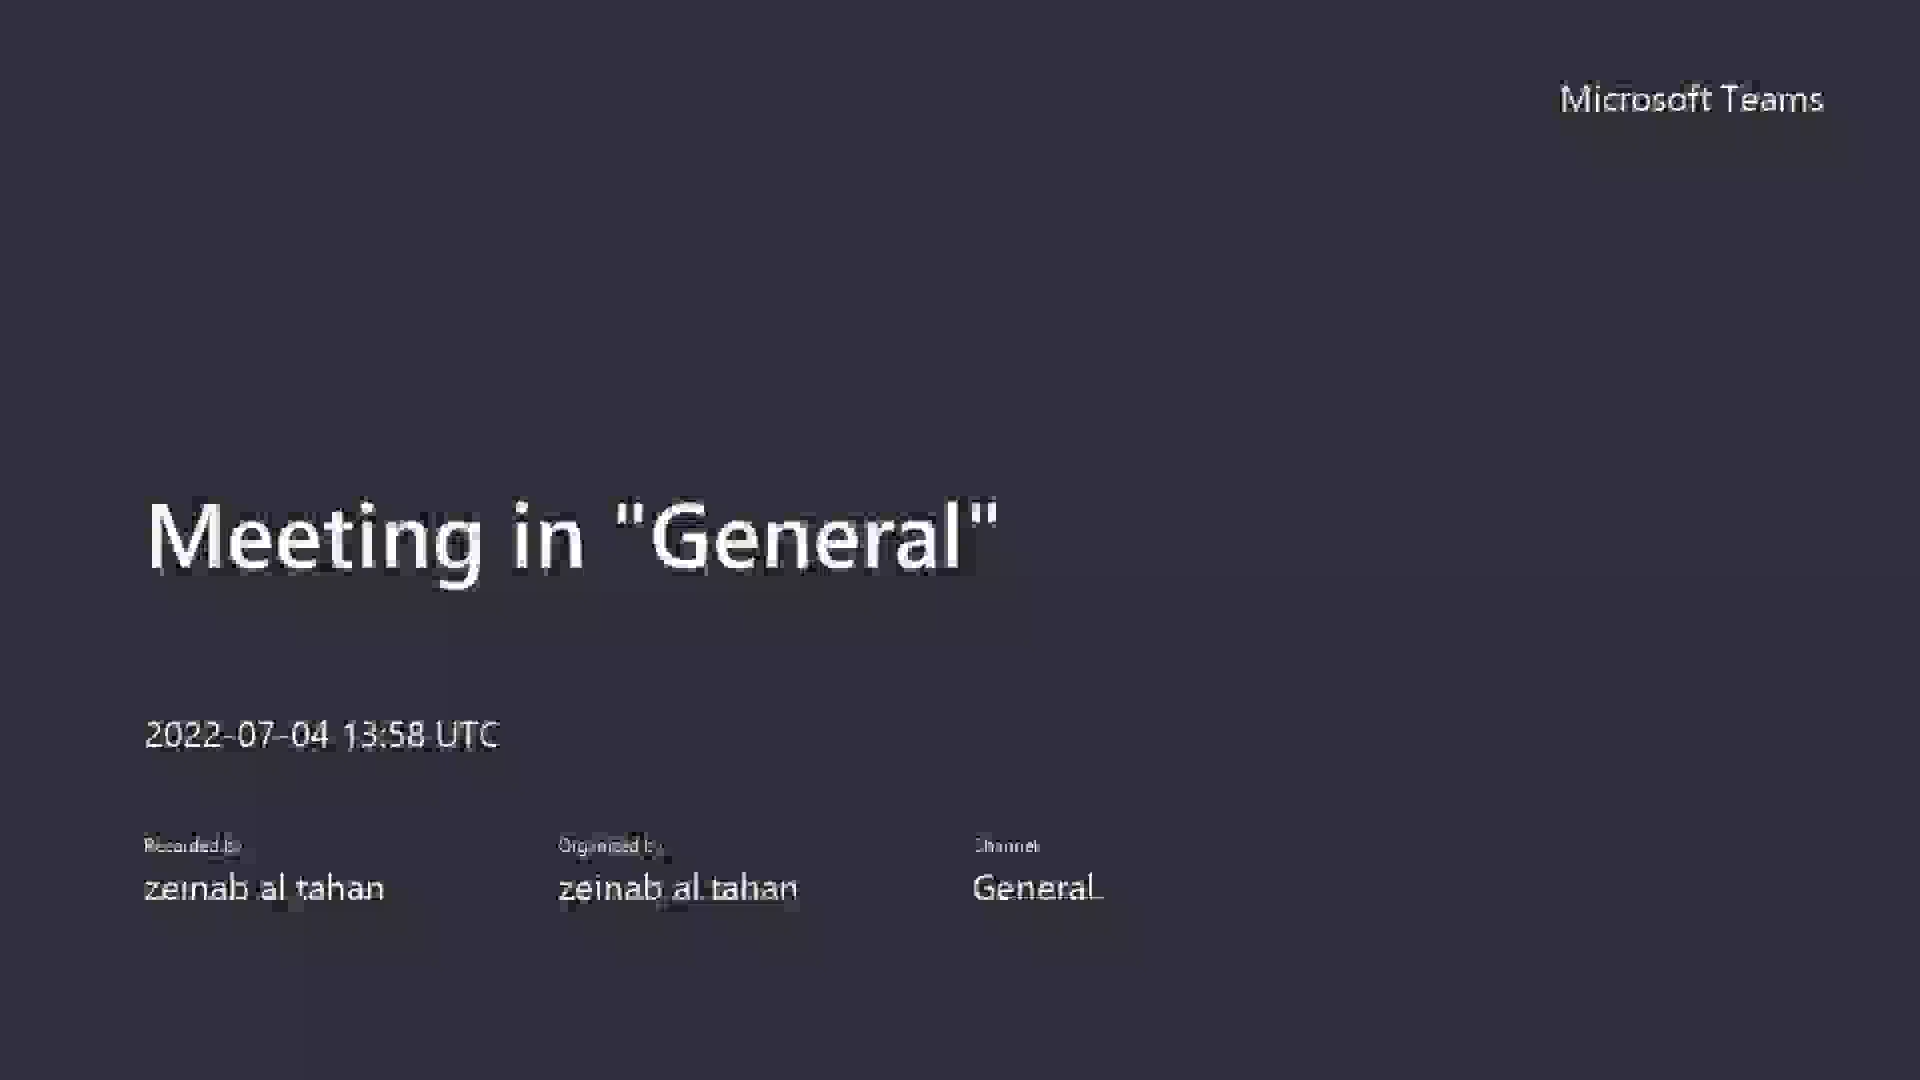 Microsoft Teams
Meeting in "General"
2022-07-04 13:58 UTC
Recorded by
Organized by
Channel
zeinab al tahan
zeinab al tahan
General